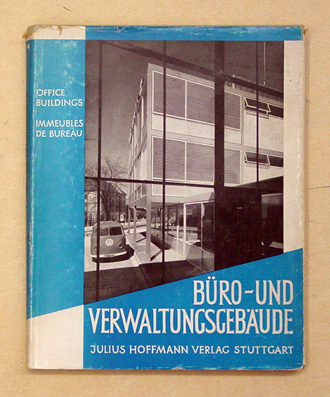 OFFICE
BUILDINGS
IMMEUBLES
DE BUREAU
BÜRO-UND
VERWALTUNGSGEBÄUDE
JULIUS HOFFMANN VERLAG STUTTGART